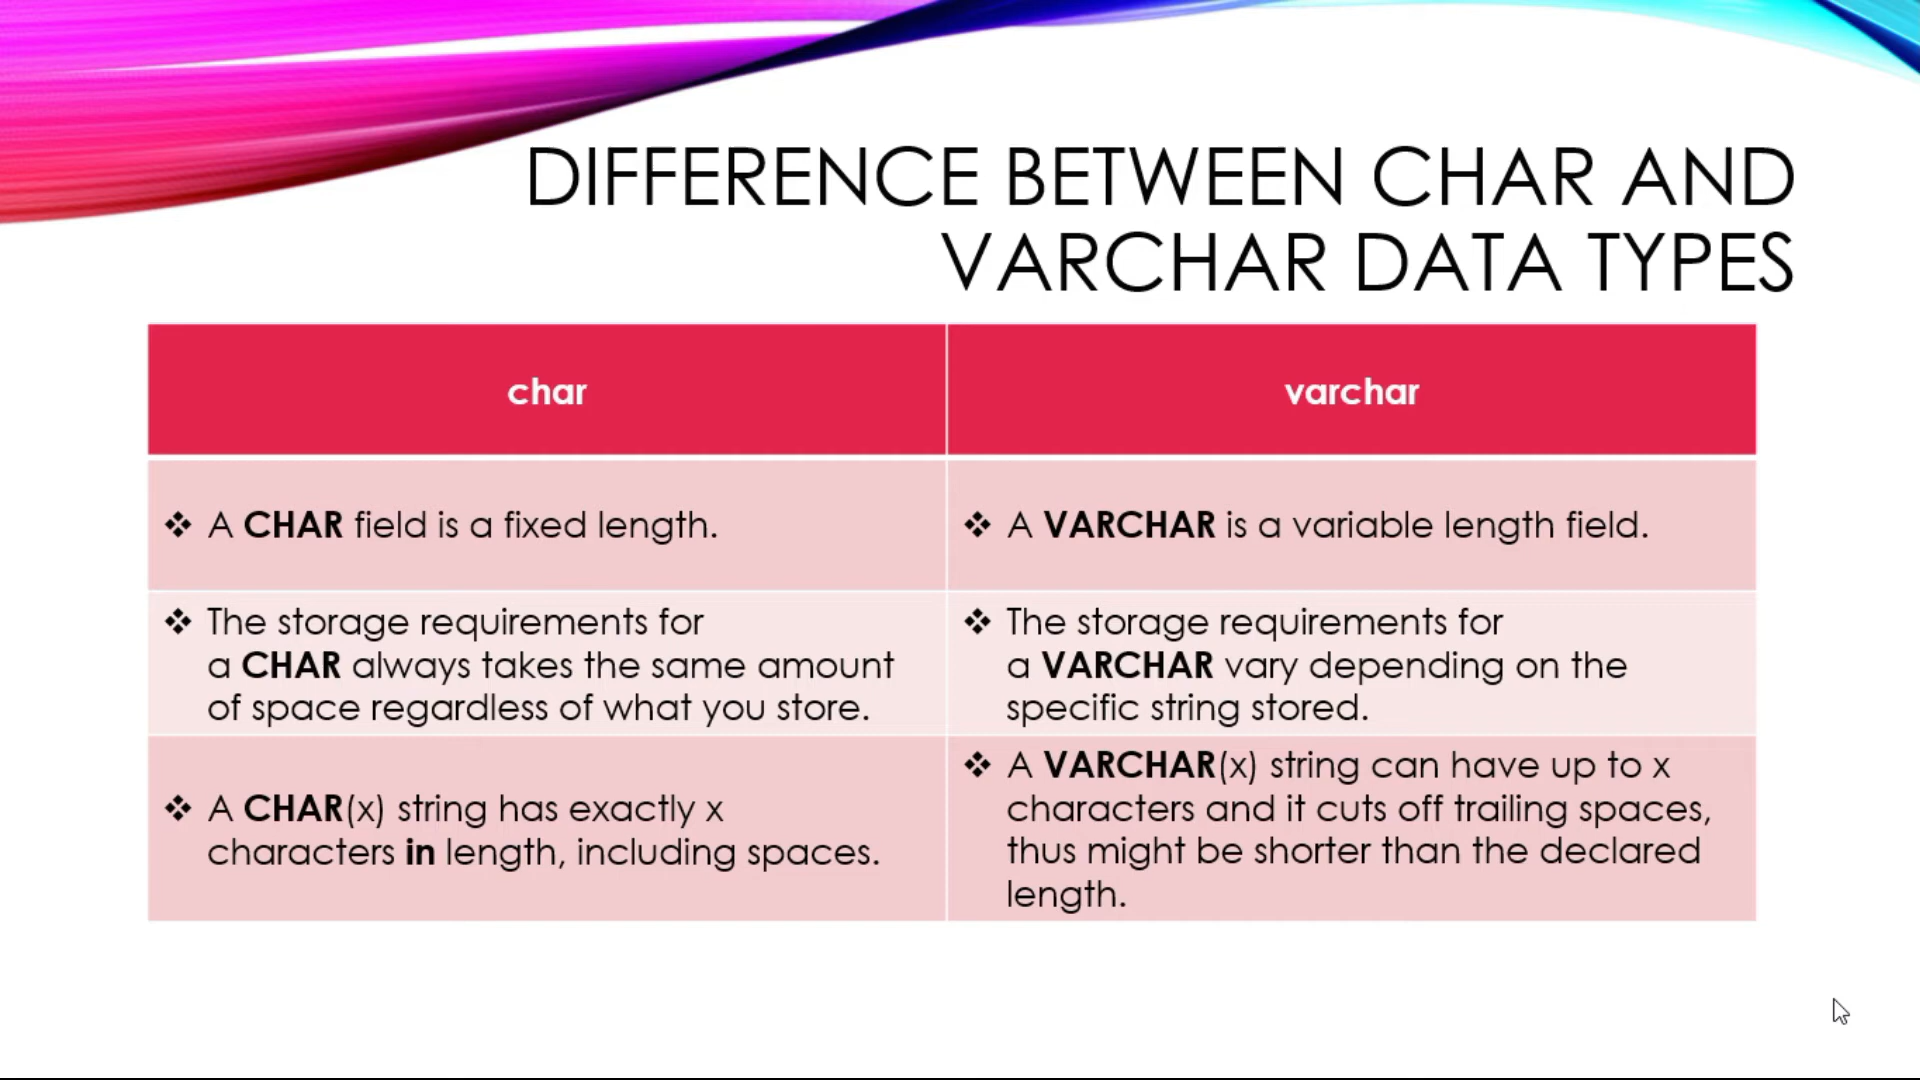 DIFFERENCE BETWEEN CHAR AND
VARCHAR DATA TYPES
char
varchar
❖ A CHAR field is a fixed length.
❖ A VARCHAR is a variable length field.
❖ The storage requirements for
a CHAR always takes the same amount
of space regardless of what you store.
❖ The storage requirements for
a VARCHAR vary depending on the
specific string stored.
❖ A CHAR(x) string has exactly x
characters in length, including spaces.
❖ A VARCHAR(x) string can have up to x
characters and it cuts off trailing spaces,
thus might be shorter than the declared
length.